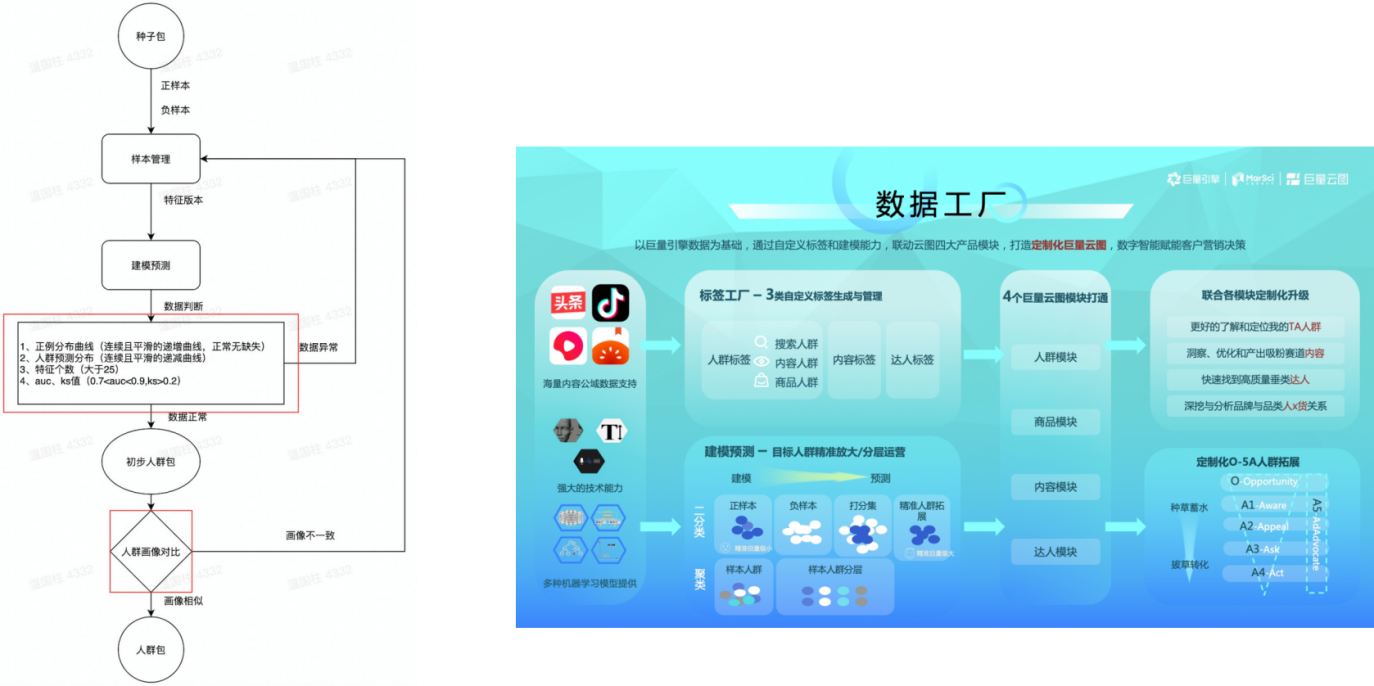 种子包
正样本
负样本
样本管理
特征版本
建模预测
数据判断
1、正例分布曲线（连续且平滑的递增曲线，正常无缺失）
2、人群预测分布（连续且平滑的递减曲线）
3、特征个数（大于25）
4、auc、ks值（0.7<auc<0.9,ks>0.2）
数据异常
数据正常
初步人群包
人群画像对比
画像不一致
画像相似
人群包
温国柱 4332
巨量引擎 | MarSci | 巨量云图
数据工厂
以巨量引擎数据为基础，通过自定义标签和建模能力，联动云图四大产品模块，打造定制化巨量云图，数字智能赋能客户营销决策
头条
海量内容公域数据支持
强大的技术能力
多种机器学习模型提供
标签工厂 – 3类自定义标签生成与管理
人群标签
搜索人群
内容人群
商品人群
内容标签
达人标签
建模预测 — 目标人群精准放大/分层运营
建模
预测
二分类
正样本
精准但量极小
负样本
打分集
精准人群拓展
拔准但量极大
聚类
样本人群
样本人群分层
4个巨量云图模块打通
人群模块
商品模块
内容模块
达人模块
联合各模块定制化升级
更好的了解和定位我的TA人群
洞察、优化和产出吸粉赛道内容
快速找到高质量垂类达人
深挖与分析品牌与品类人x货关系
定制化O-5A人群拓展
种草蓄水
拔草转化
O-Opportunity
A1-Aware
A2-Appeal
A3-Ask
A4-Act
A5-AdAdvocate